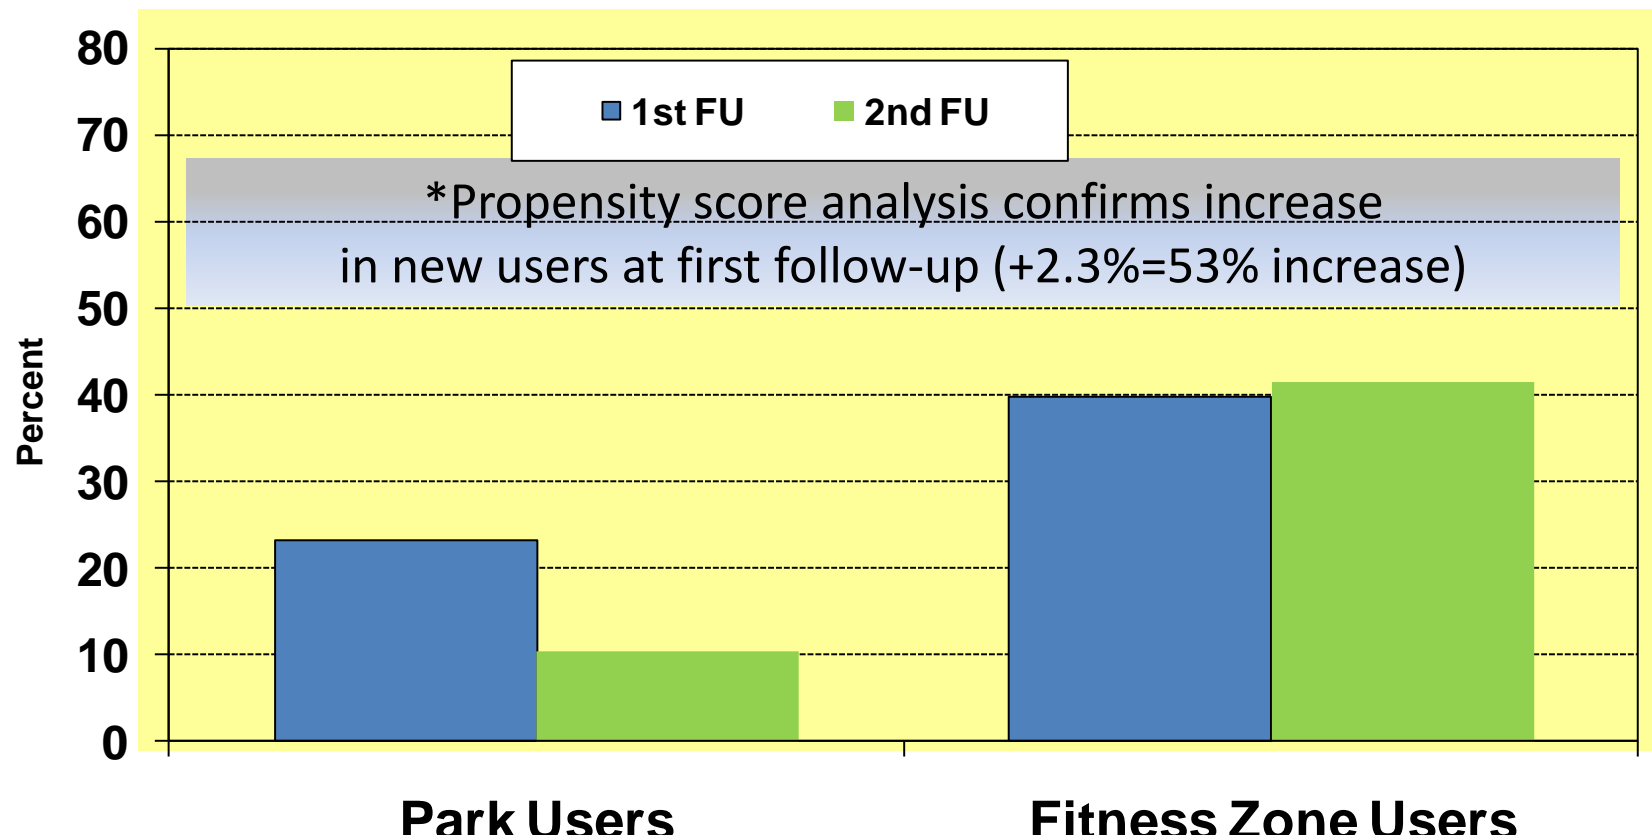 80
1st FU 2nd FU
70
*Propensity score analysis confirms increase
60
in new users at first follow-up (+2.3%=53% increase)
50
Percent
40
30
20
10
0
Park Users Fitness Zone Users